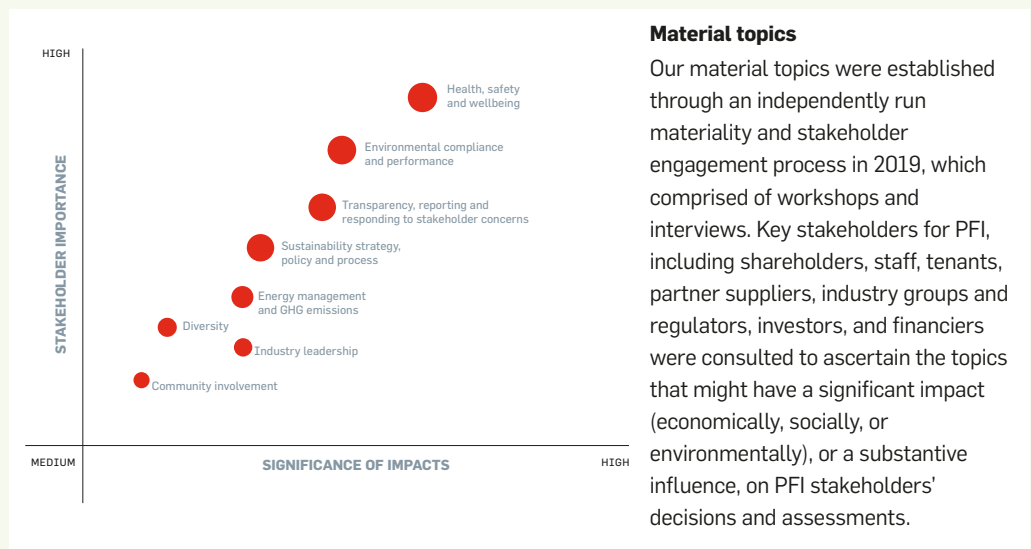 HIGH
STAKEHOLDER IMPORTANCE
Health, safety
and wellbeing
Environmental compliance
and performance
Transparency, reporting and
responding to stakeholder concerns
Sustainability strategy,
policy and process
Energy management
and GHG emissions
Diversity
Industry leadership
Community involvement
MEDIUM
SIGNIFICANCE OF IMPACTS
HIGH
Material topics
Our material topics were established
through an independently run
materiality and stakeholder
engagement process in 2019, which
comprised of workshops and
interviews. Key stakeholders for PFI,
including shareholders, staff, tenants,
partner suppliers, industry groups and
regulators, investors, and financiers
were consulted to ascertain the topics
that might have a significant impact
(economically, socially, or
environmentally), or a substantive
influence, on PFI stakeholders’
decisions and assessments.